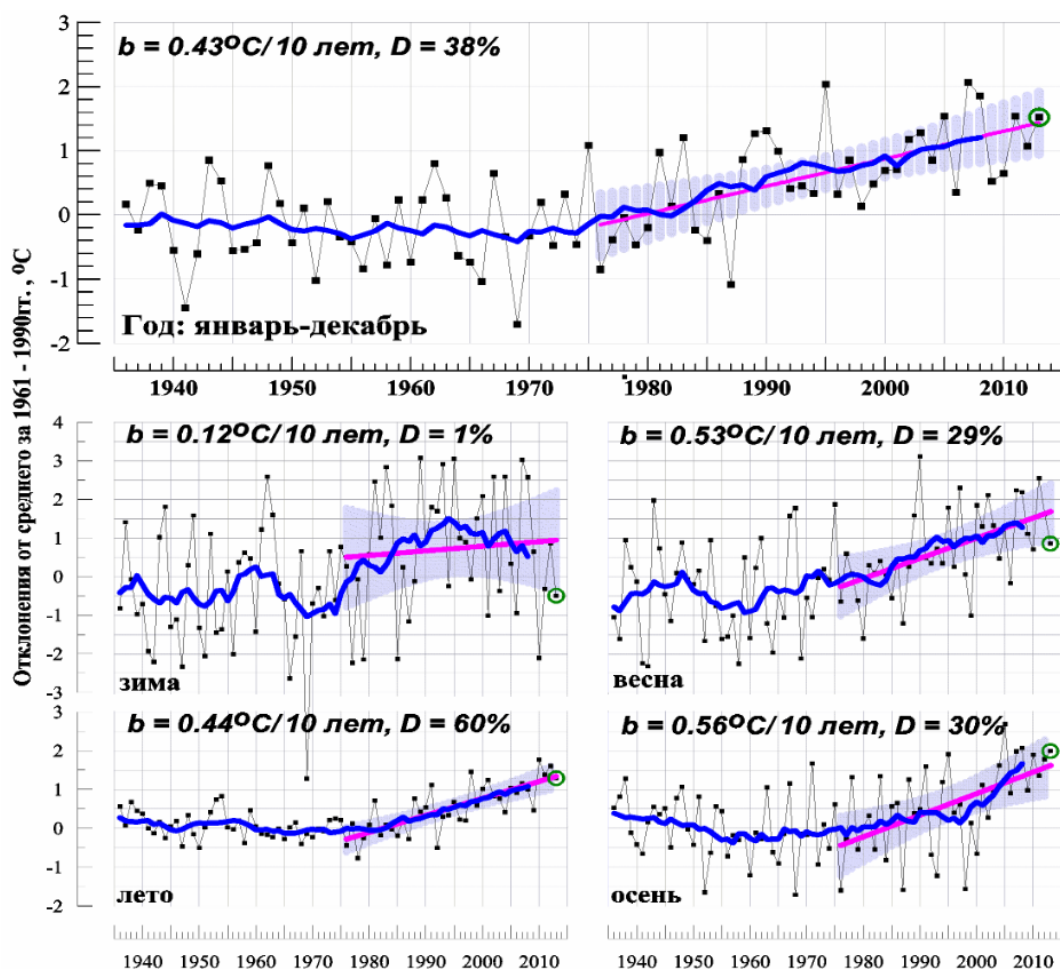 Отклонения от среднего за 1961 - 1990гг. , ºC
3
2
1
0
-1
-2
b = 0.43ºC/ 10 лет, D = 38%
Год: январь-декабрь
1940 1950 1960 1970 1980 1990 2000 2010
4
3
2
1
0
-1
-2
-3
b = 0.12ºC/ 10 лет, D = 1%
зима
b = 0.53ºC/ 10 лет, D = 29%
весна
3
2
1
0
-1
-2
b = 0.44ºC/ 10 лет, D = 60%
лето
b = 0.56ºC/ 10 лет, D = 30%
осень
1940 1950 1960 1970 1980 1990 2000 2010
1940 1950 1960 1970 1980 1990 2000 2010